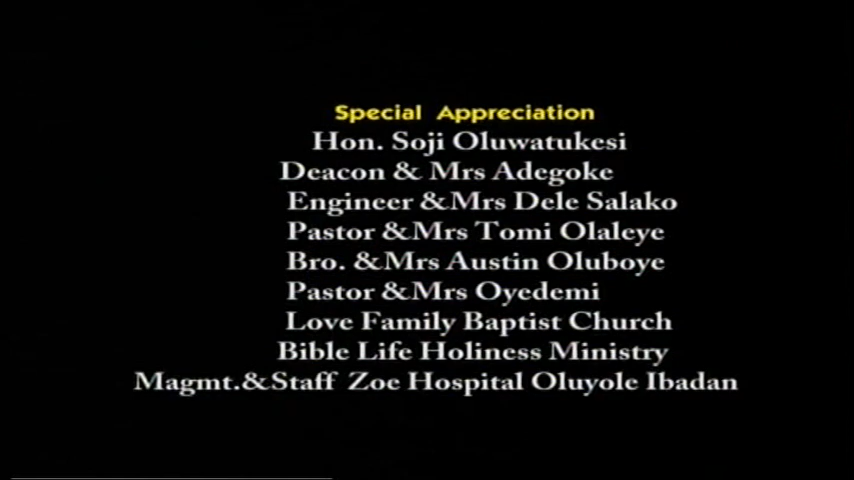 Special Appreciation
Hon. Soji Oluwatukesi
Deacon & Mrs Adegoke
Engineer &Mrs Dele Salako
Pastor &Mrs Tomi Olaleye
Bro. &Mrs Austin Oluboye
Pastor &Mrs Oyedemi
Love Family Baptist Church
Bible Life Holiness Ministry
Magmt.&Staff Zoe Hospital Oluyole Ibadan